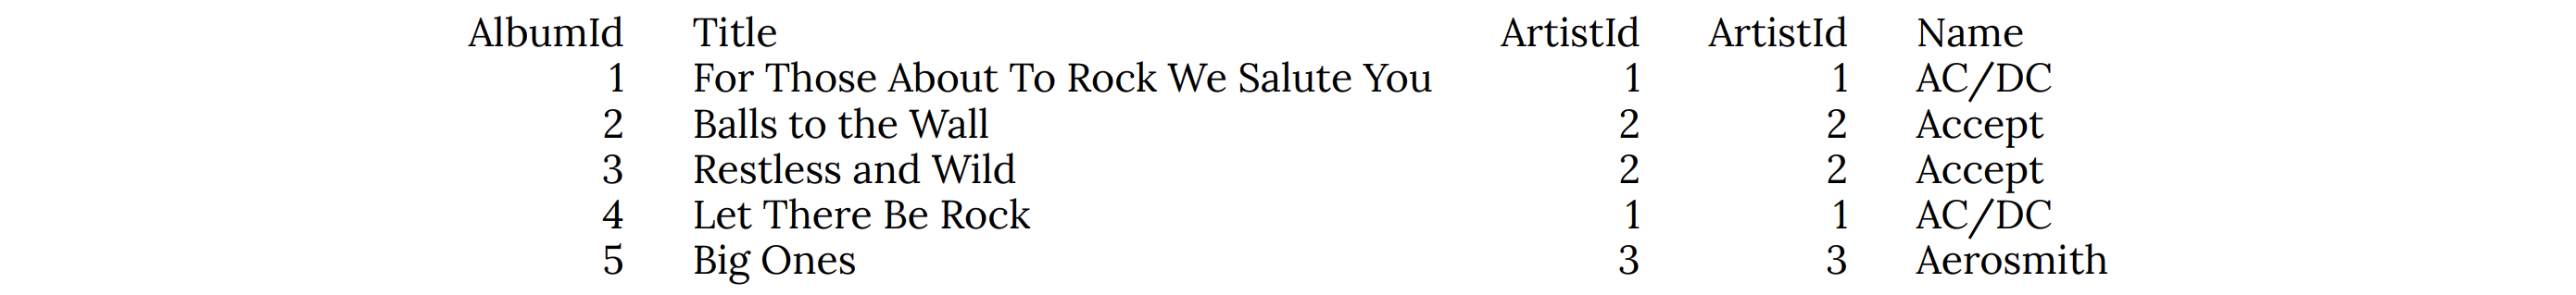 AlbumId Title ArtistId ArtistId Name
1 For Those About To Rock We Salute You 1 1 AC/DC
2 Balls to the Wall 2 2 Accept
3 Restless and Wild 2 2 Accept
4 Let There Be Rock 1 1 AC/DC
5 Big Ones 3 3 Aerosmith